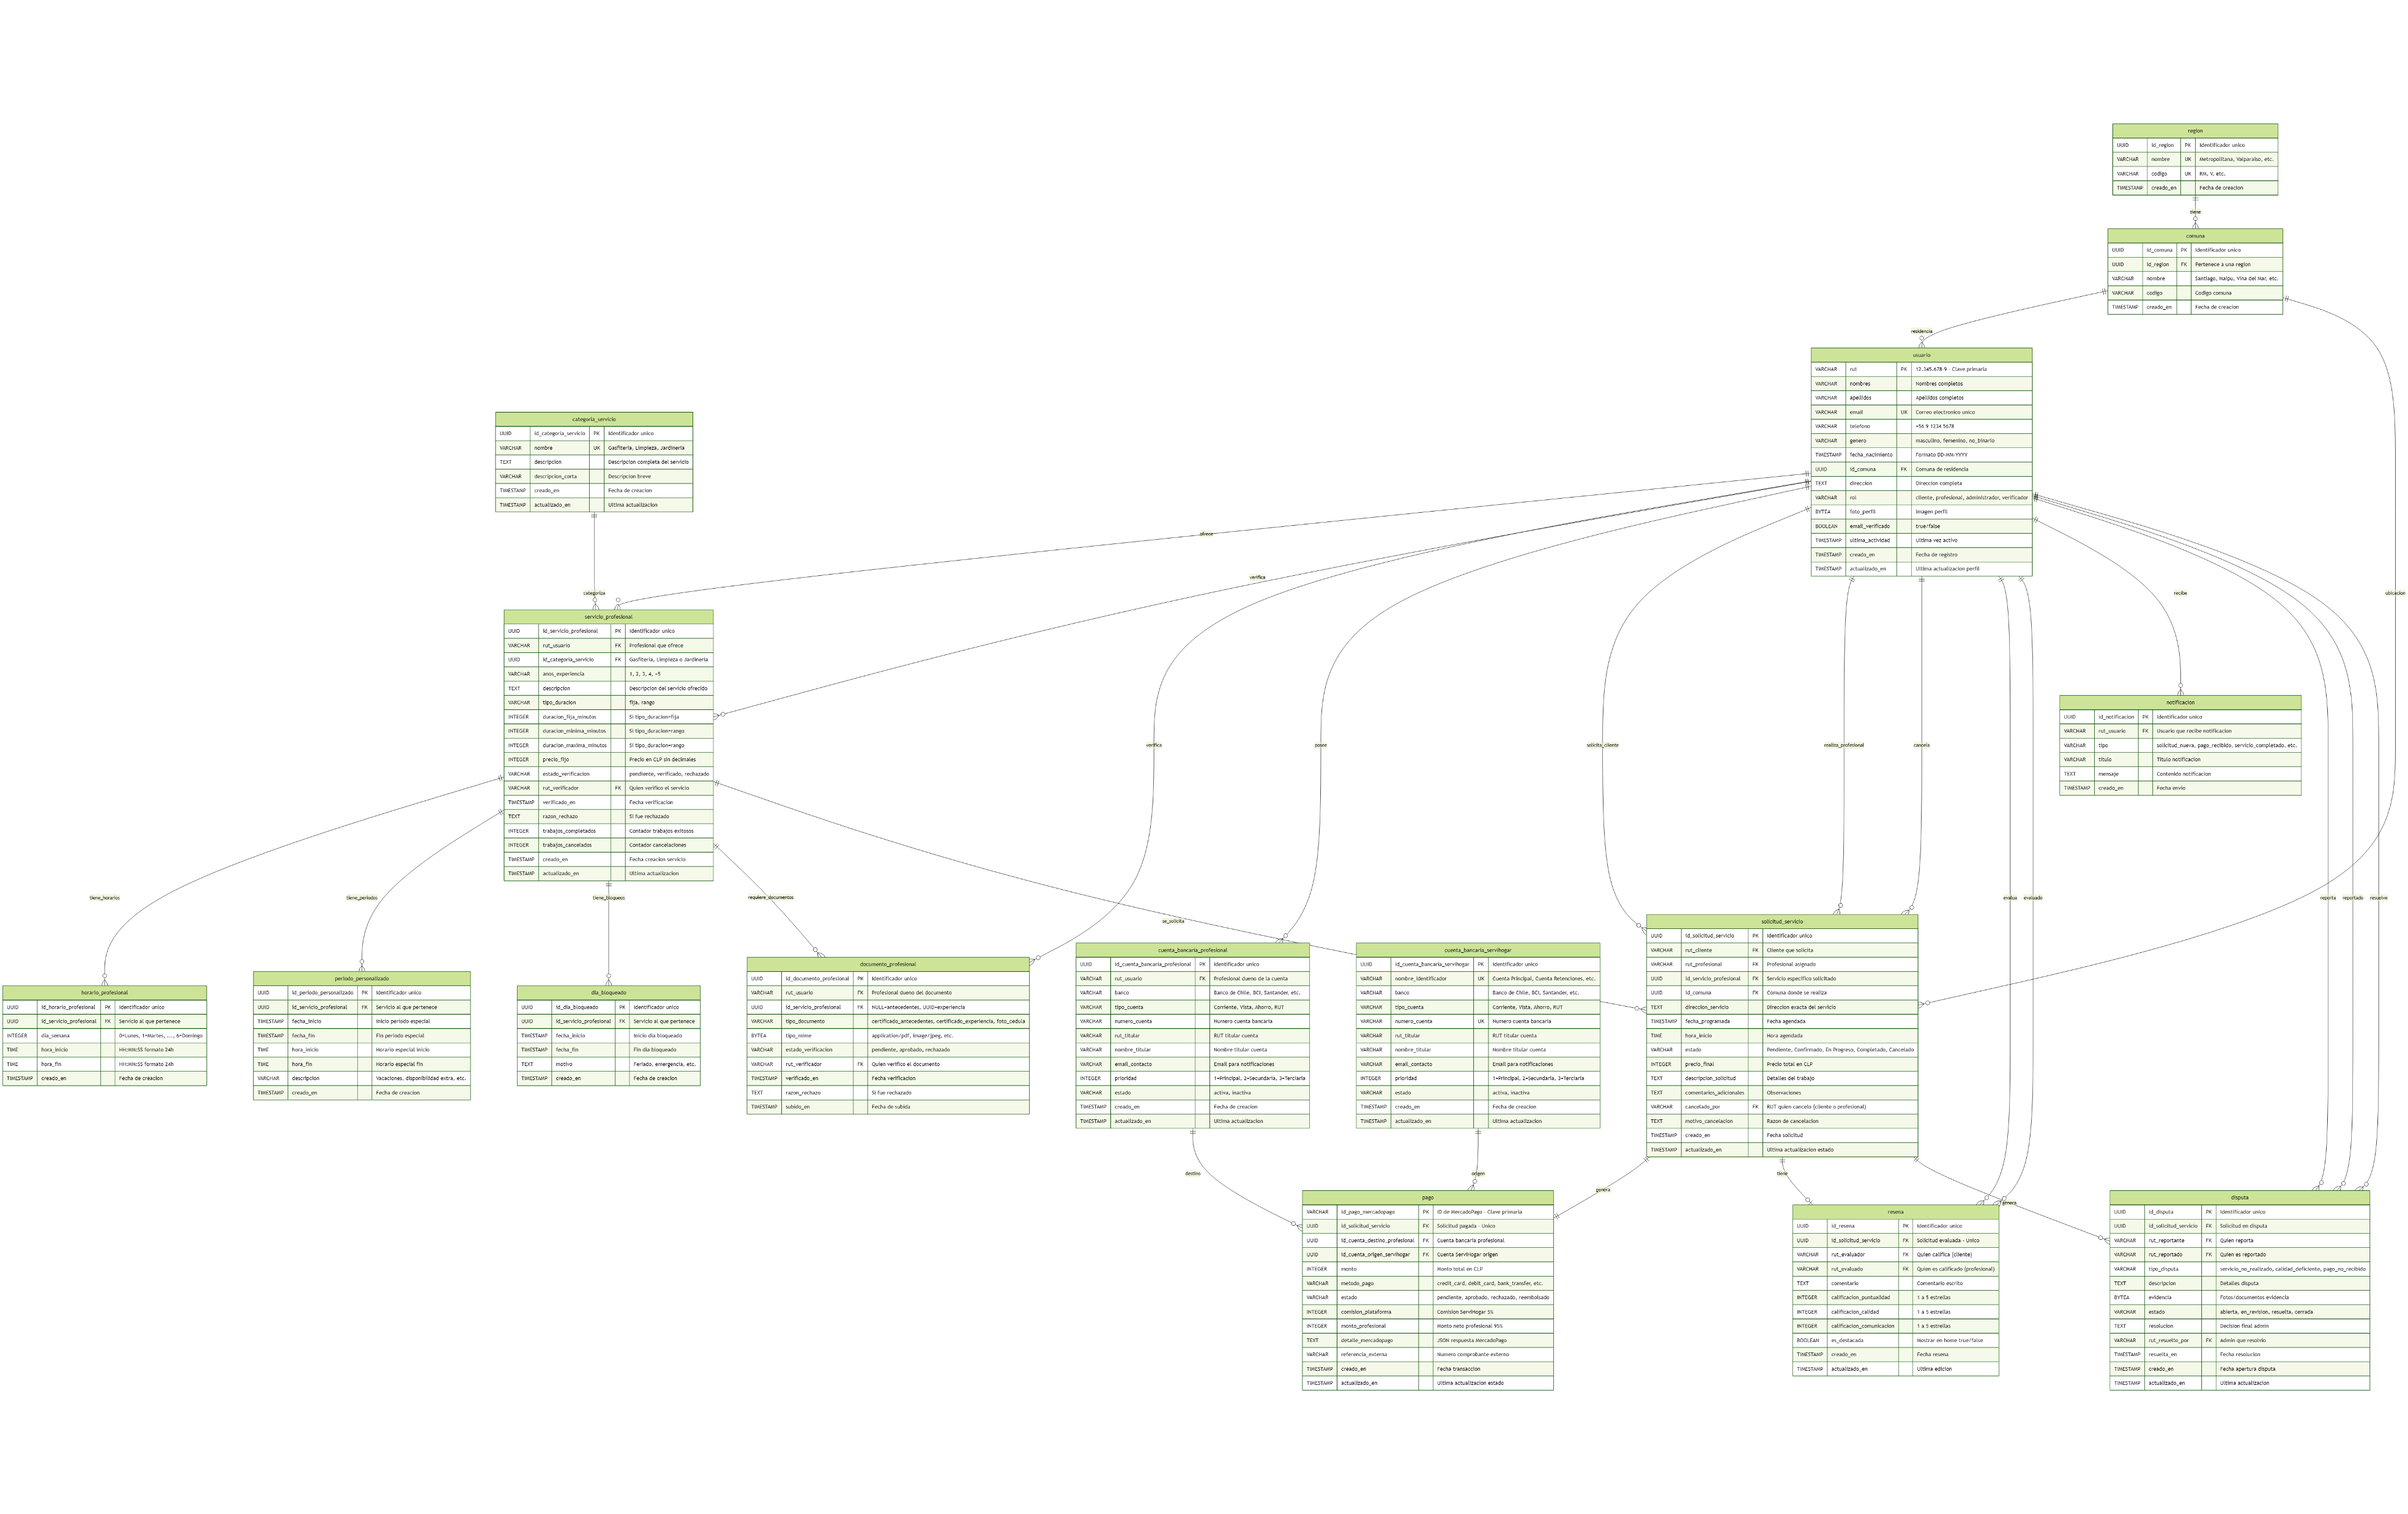 region
UUID id_region PK Identificador unico
VARCHAR nombre UK Metropolitana, Valparaiso, etc.
VARCHAR codigo UK RM, V, etc.
TIMESTAMP creado_en Fecha de creacion
tiene
comuna
UUID id_comuna PK Identificador unico
UUID id_region FK Pertenece a una region
VARCHAR nombre Santiago, Maipu, Vina del Mar, etc.
VARCHAR codigo Codigo comuna
TIMESTAMP creado_en Fecha de creacion
residencia
usuario
VARCHAR rut PK 12.345.678-9 - Clave primaria
VARCHAR nombres Nombres completos
VARCHAR apellidos Apellidos completos
VARCHAR email UK Correo electronico unico
VARCHAR telefono +56 9 1234 5678
VARCHAR genero masculino, femenino, no_binario
TIMESTAMP fecha_nacimiento Formato DD-MM-YYYY
UUID id_comuna FK Comuna de residencia
TEXT direccion Direccion completa
VARCHAR rol cliente, profesional, administrador, verificador
BYTEA foto_perfil Imagen perfil
BOOLEAN email_verificado true/false
TIMESTAMP ultima_actividad Ultima vez activo
TIMESTAMP creado_en Fecha de registro
TIMESTAMP actualizado_en Ultima actualizacion perfil
categoria_servicio
UUID id_categoria_servicio PK Identificador unico
VARCHAR nombre UK Gasfiteria, Limpieza, Jardineria
TEXT descripcion Descripcion completa del servicio
VARCHAR descripcion_corta Descripcion breve
TIMESTAMP creado_en Fecha de creacion
TIMESTAMP actualizado_en Ultima actualizacion
ofrece
verifica
categoriza
recibe
ubicacion
servicio_profesional
UUID id_servicio_profesional PK Identificador unico
VARCHAR rut_usuario FK Profesional que ofrece
UUID id_categoria_servicio FK Gasfiteria, Limpieza o Jardineria
VARCHAR anos_experiencia 1, 2, 3, 4, +5
TEXT descripcion Descripcion del servicio ofrecido
VARCHAR tipo_duracion fija, rango
INTEGER duracion_fija_minutos Si tipo_duracion=fija
INTEGER duracion_minima_minutos Si tipo_duracion=rango
INTEGER duracion_maxima_minutos Si tipo_duracion=rango
INTEGER precio_fijo Precio en CLP sin decimales
VARCHAR estado_verificacion pendiente, verificado, rechazado
VARCHAR rut_verificador FK Quien verifico el servicio
TIMESTAMP verificado_en Fecha verificacion
TEXT razon_rechazo Si fue rechazado
INTEGER trabajos_completados Contador trabajos exitosos
INTEGER trabajos_cancelados Contador cancelaciones
TIMESTAMP creado_en Fecha creacion servicio
TIMESTAMP actualizado_en Ultima actualizacion
notificacion
UUID id_notificacion PK Identificador unico
VARCHAR rut_usuario FK Usuario que recibe notificacion
VARCHAR tipo solicitud_nueva, pago_recibido, servicio_completado, etc.
VARCHAR titulo Titulo notificacion
TEXT mensaje Contenido notificacion
TIMESTAMP creado_en Fecha envio
verifica
posee
solicita_cliente
realiza_profesional
cancela
tiene_horarios
tiene_periodos
tiene_bloqueos
requiere_documentos
se_solicita
evalua
evaluado
reporta
reportado
resuelve
horario_profesional
UUID id_horario_profesional PK Identificador unico
UUID id_servicio_profesional FK Servicio al que pertenece
INTEGER dia_semana 0=Lunes, 1=Martes, ..., 6=Domingo
TIME hora_inicio HH:MM:SS formato 24h
TIME hora_fin HH:MM:SS formato 24h
TIMESTAMP creado_en Fecha de creacion
periodo_personalizado
UUID id_periodo_personalizado PK Identificador unico
UUID id_servicio_profesional FK Servicio al que pertenece
TIMESTAMP fecha_inicio Inicio periodo especial
TIMESTAMP fecha_fin Fin periodo especial
TIME hora_inicio Horario especial inicio
TIME hora_fin Horario especial fin
VARCHAR descripcion Vacaciones, disponibilidad extra, etc.
TIMESTAMP creado_en Fecha de creacion
dia_bloqueado
UUID id_dia_bloqueado PK Identificador unico
UUID id_servicio_profesional FK Servicio al que pertenece
TIMESTAMP fecha_inicio Inicio dia bloqueado
TIMESTAMP fecha_fin Fin dia bloqueado
TEXT motivo Feriado, emergencia, etc.
TIMESTAMP creado_en Fecha de creacion
documento_profesional
UUID id_documento_profesional PK Identificador unico
VARCHAR rut_usuario FK Profesional dueno del documento
UUID id_servicio_profesional FK NULL=antecedentes, UUID=experiencia
VARCHAR tipo_documento certificado_antecedentes, certificado_experiencia, foto_cedula
BYTEA tipo_mime application/pdf, image/jpeg, etc.
VARCHAR estado_verificacion pendiente, aprobado, rechazado
VARCHAR rut_verificador FK Quien verifico el documento
TIMESTAMP verificado_en Fecha verificacion
TEXT razon_rechazo Si fue rechazado
TIMESTAMP subido_en Fecha de subida
cuenta_bancaria_profesional
UUID id_cuenta_bancaria_profesional PK Identificador unico
VARCHAR rut_usuario FK Profesional dueno de la cuenta
VARCHAR banco Banco de Chile, BCI, Santander, etc.
VARCHAR tipo_cuenta Corriente, Vista, Ahorro, RUT
VARCHAR numero_cuenta Numero cuenta bancaria
VARCHAR rut_titular RUT titular cuenta
VARCHAR nombre_titular Nombre titular cuenta
VARCHAR email_contacto Email para notificaciones
INTEGER prioridad 1=Principal, 2=Secundaria, 3=Terciaria
VARCHAR estado activa, inactiva
TIMESTAMP creado_en Fecha de creacion
TIMESTAMP actualizado_en Ultima actualizacion
cuenta_bancaria_servihogar
UUID id_cuenta_bancaria_servihogar PK Identificador unico
VARCHAR nombre_identificador UK Cuenta Principal, Cuenta Retenciones, etc.
VARCHAR banco Banco de Chile, BCI, Santander, etc.
VARCHAR tipo_cuenta Corriente, Vista, Ahorro, RUT
VARCHAR numero_cuenta UK Numero cuenta bancaria
VARCHAR rut_titular RUT titular cuenta
VARCHAR nombre_titular Nombre titular cuenta
VARCHAR email_contacto Email para notificaciones
INTEGER prioridad 1=Principal, 2=Secundaria, 3=Terciaria
VARCHAR estado activa, inactiva
TIMESTAMP creado_en Fecha de creacion
TIMESTAMP actualizado_en Ultima actualizacion
solicitud_servicio
UUID id_solicitud_servicio PK Identificador unico
VARCHAR rut_cliente FK Cliente que solicita
VARCHAR rut_profesional FK Profesional asignado
UUID id_servicio_profesional FK Servicio especifico solicitado
UUID id_comuna FK Comuna donde se realiza
TEXT direccion_servicio Direccion exacta del servicio
TIMESTAMP fecha_programada Fecha agendada
TIME hora_inicio Hora agendada
VARCHAR estado Pendiente, Confirmado, En Progreso, Completado, Cancelado
INTEGER precio_final Precio total en CLP
TEXT descripcion_solicitud Detalles del trabajo
TEXT comentarios_adicionales Observaciones
VARCHAR cancelado_por FK RUT quien cancelo (cliente o profesional)
TEXT motivo_cancelacion Razon de cancelacion
TIMESTAMP creado_en Fecha solicitud
TIMESTAMP actualizado_en Ultima actualizacion estado
destino
origen
genera
tiene
genera
pago
VARCHAR id_pago_mercadopago PK ID de MercadoPago - Clave primaria
UUID id_solicitud_servicio FK Solicitud pagada - Unico
UUID id_cuenta_destino_profesional FK Cuenta bancaria profesional
UUID id_cuenta_origen_servihogar FK Cuenta ServiHogar origen
INTEGER monto Monto total en CLP
VARCHAR metodo_pago credit_card, debit_card, bank_transfer, etc.
VARCHAR estado pendiente, aprobado, rechazado, reembolsado
INTEGER comision_plataforma Comision ServiHogar 5%
INTEGER monto_profesional Monto neto profesional 95%
TEXT detalle_mercadopago JSON respuesta MercadoPago
VARCHAR referencia_externa Numero comprobante externo
TIMESTAMP creado_en Fecha transaccion
TIMESTAMP actualizado_en Ultima actualizacion estado
resena
UUID id_resena PK Identificador unico
UUID id_solicitud_servicio FK Solicitud evaluada - Unico
VARCHAR rut_evaluador FK Quien califica (cliente)
VARCHAR rut_evaluado FK Quien es calificado (profesional)
TEXT comentario Comentario escrito
INTEGER calificacion_puntualidad 1 a 5 estrellas
INTEGER calificacion_calidad 1 a 5 estrellas
INTEGER calificacion_comunicacion 1 a 5 estrellas
BOOLEAN es_destacada Mostrar en home true/false
TIMESTAMP creado_en Fecha resena
TIMESTAMP actualizado_en Ultima edicion
disputa
UUID id_disputa PK Identificador unico
UUID id_solicitud_servicio FK Solicitud en disputa
VARCHAR rut_reportante FK Quien reporta
VARCHAR rut_reportado FK Quien es reportado
VARCHAR tipo_disputa servicio_no_realizado, calidad_deficiente, pago_no_recibido
TEXT descripcion Detalles disputa
BYTEA evidencia Fotos/documentos evidencia
VARCHAR estado abierta, en_revision, resuelta, cerrada
TEXT resolucion Decision final admin
VARCHAR rut_resuelto_por FK Admin que resolvio
TIMESTAMP resuelta_en Fecha resolucion
TIMESTAMP creado_en Fecha apertura disputa
TIMESTAMP actualizado_en Ultima actualizacion